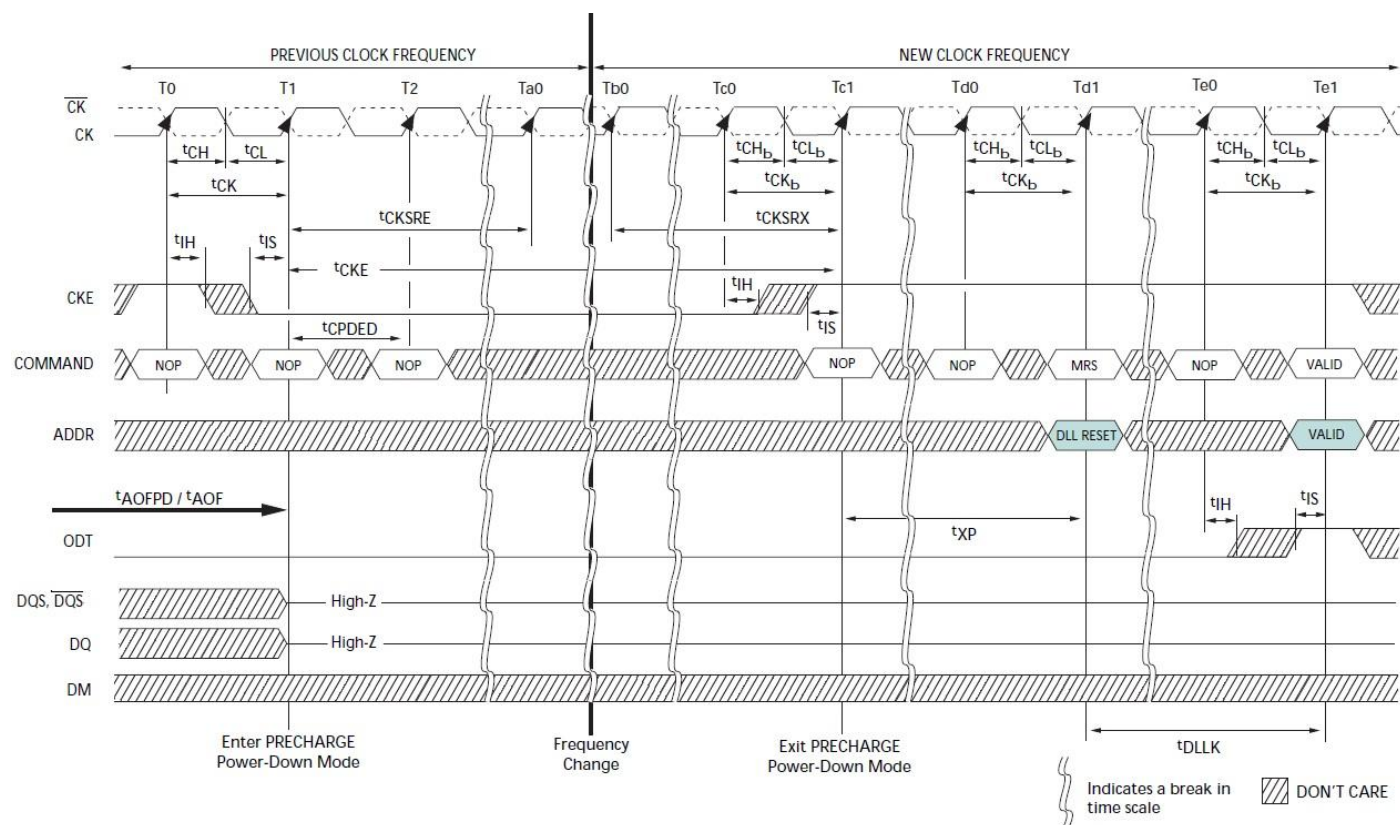 PREVIOUS CLOCK FREQUENCY NEW CLOCK FREQUENCY
T0 T1 T2 Ta0 Tb0 Tc0 Tc1 Td0 Td1 Te0 Te1
CK
CK
tCH tCL tCHb tCLb tCHb tCLb tCHb tCLb
tCK tCKb tCKb tCKb
tCKSRE tCKSRX
tIH tIS tCKE tIH tIS
CKE
tCPDED
COMMAND NOP NOP NOP NOP NOP MRS NOP VALID
ADDR DLL RESET VALID
tAOFPD / tAOF tIH tIS
tXP
ODT
DQS, DQS High-Z
DQ High-Z
DM
Enter PRECHARGE
Power-Down Mode
Frequency
Change
Exit PRECHARGE
Power-Down Mode
tDLLK
Indicates a break in
time scale
DON'T CARE